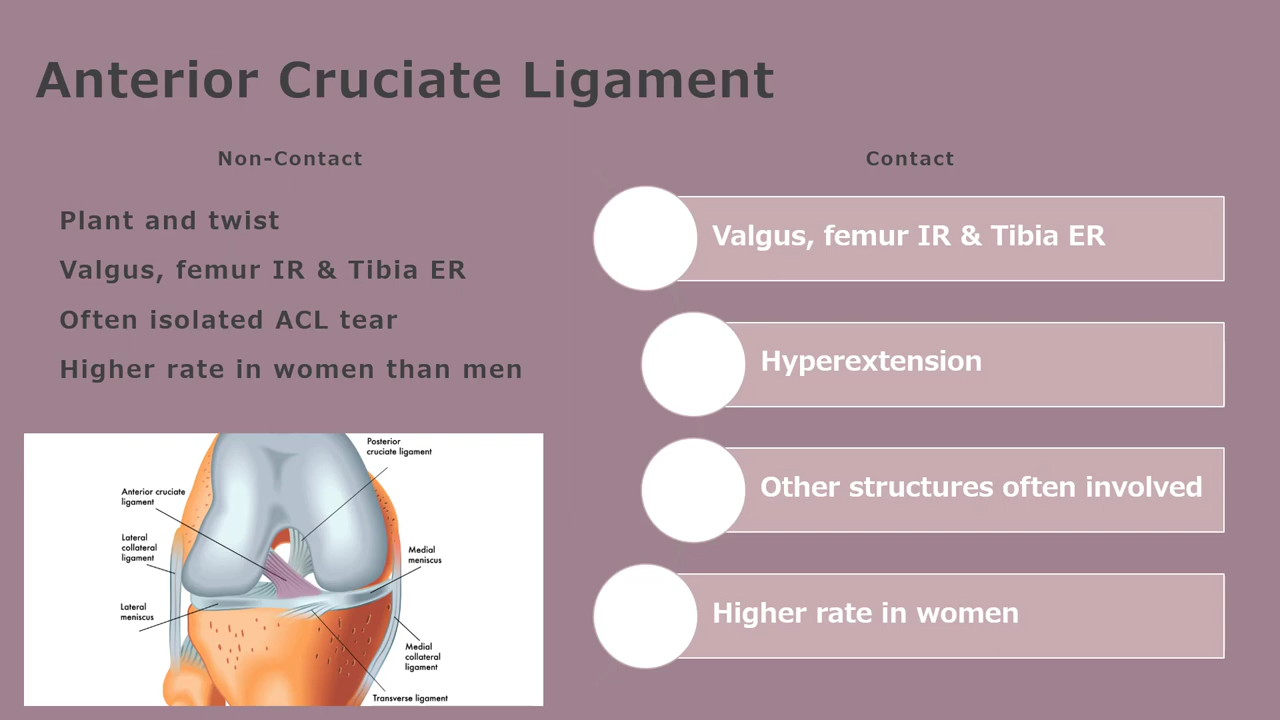 Anterior Cruciate Ligament
Non-Contact
Plant and twist
Valgus, femur IR & Tibia ER
Often isolated ACL tear
Higher rate in women than men
Contact
Valgus, femur IR & Tibia ER
Hyperextension
Other structures often involved
Higher rate in women
Posterior
cruciate ligament
Anterior cruciate
ligament
Lateral
collateral
ligament
Medial
meniscus
Lateral
meniscus
Medial
collateral
ligament
Transverse ligament